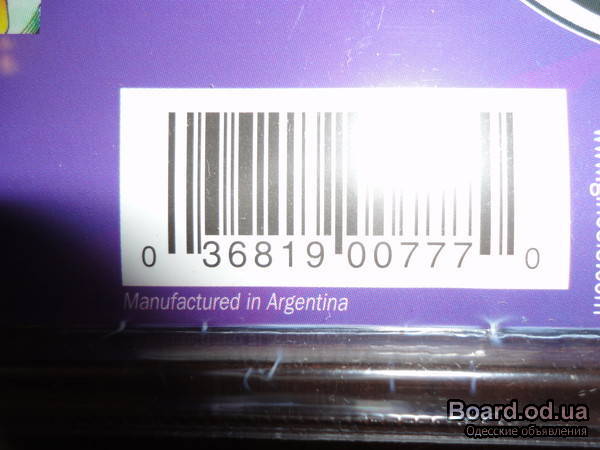 0 36819 00777 0
Manufactured in Argentina
Board.od.ua
Одесские объявления